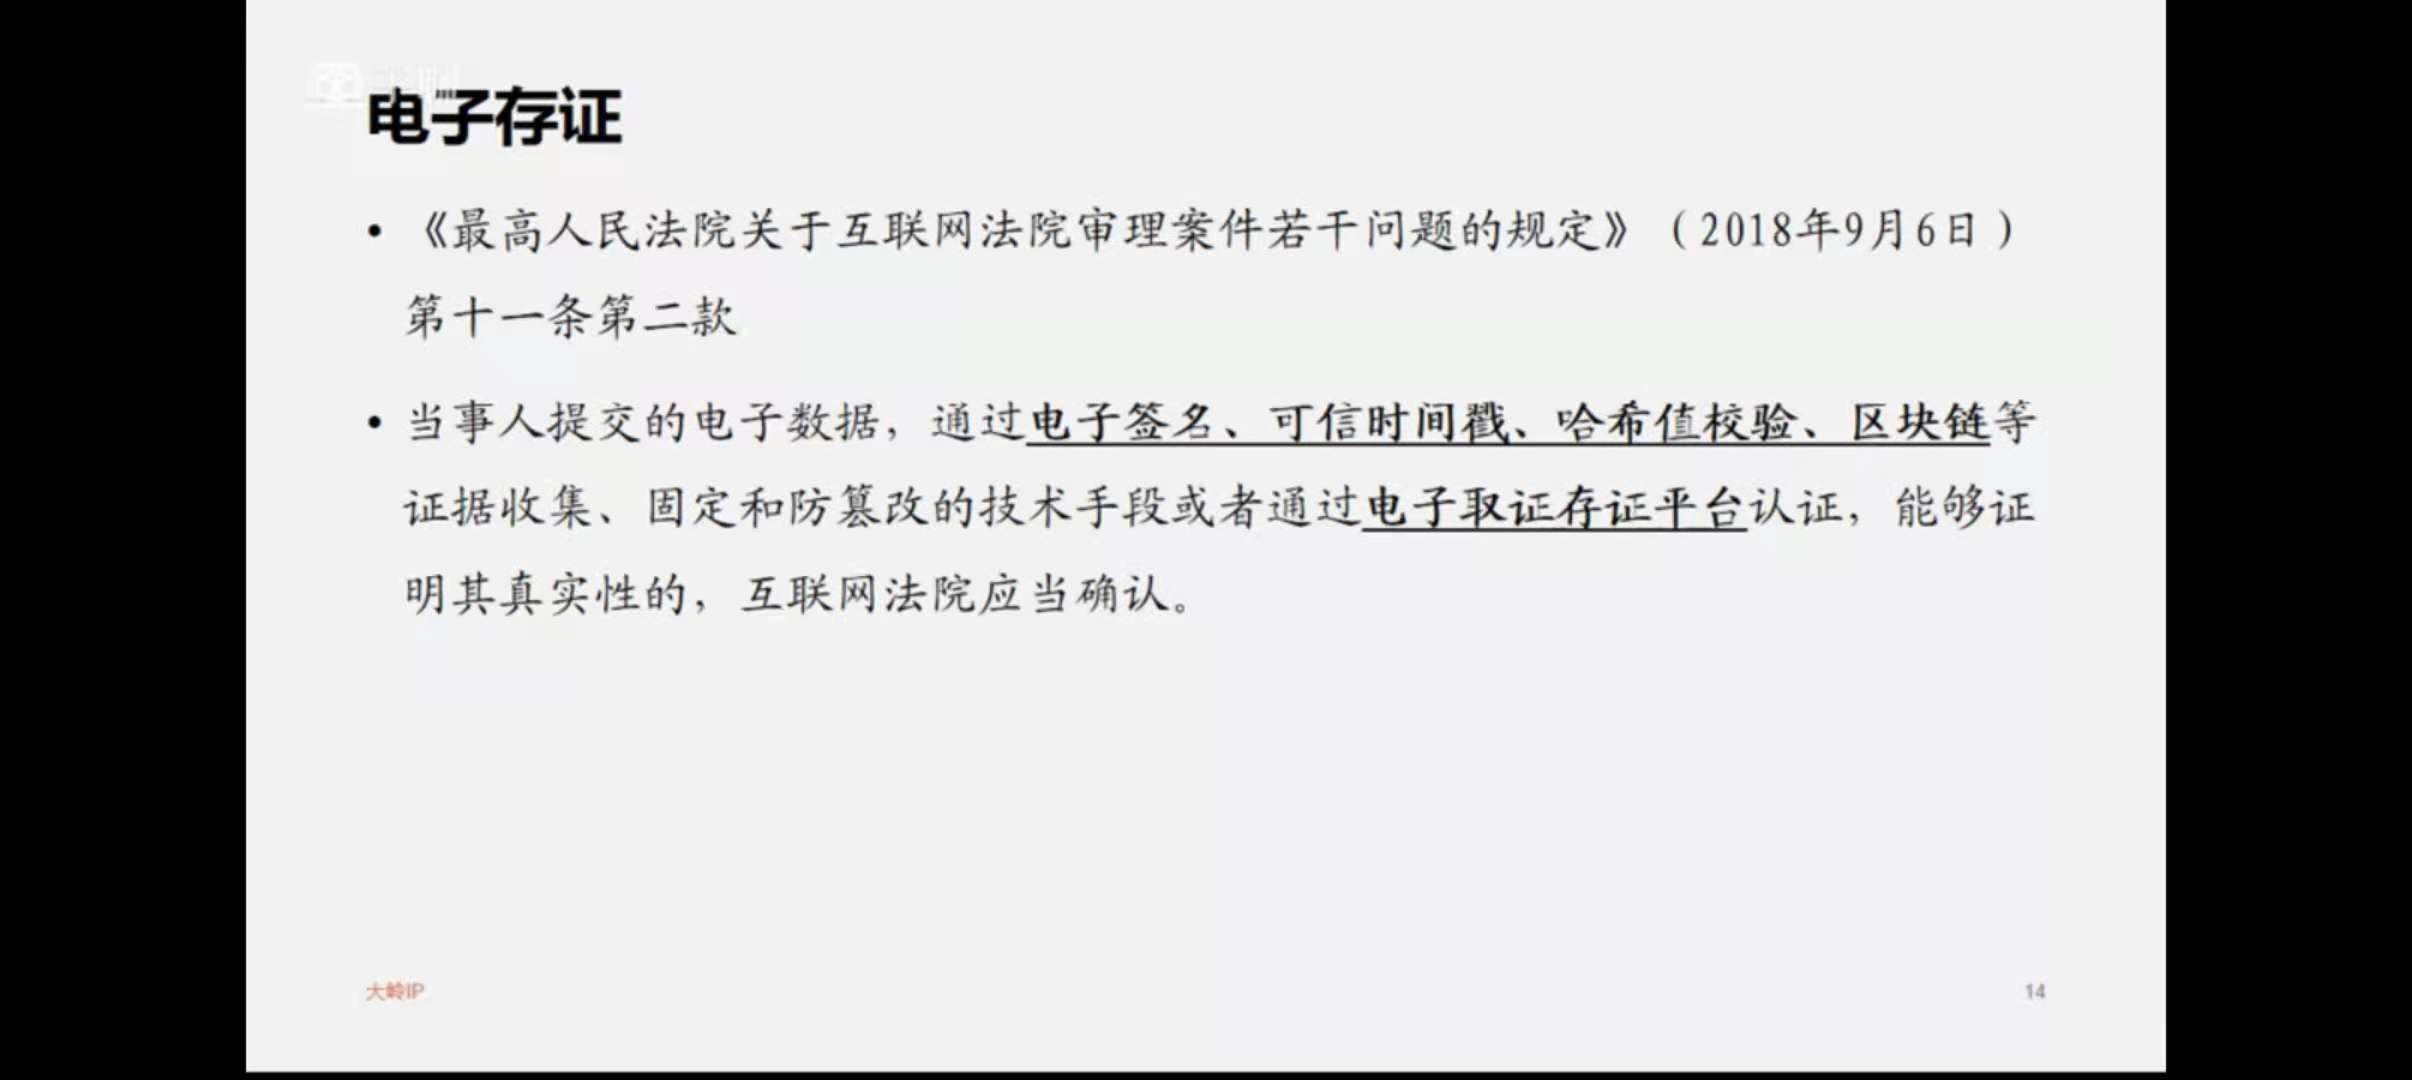 电子存证
• 《最高人民法院关于互联网法院审理案件若干问题的规定》（2018年9月6日）
第十一条第二款
• 当事人提交的电子数据，通过电子签名、可信时间戳、哈希值校验、区块链等
证据收集、固定和防篡改的技术手段或者通过电子取证存证平台认证，能够证
明其真实性的，互联网法院应当确认。
大岭IP
14